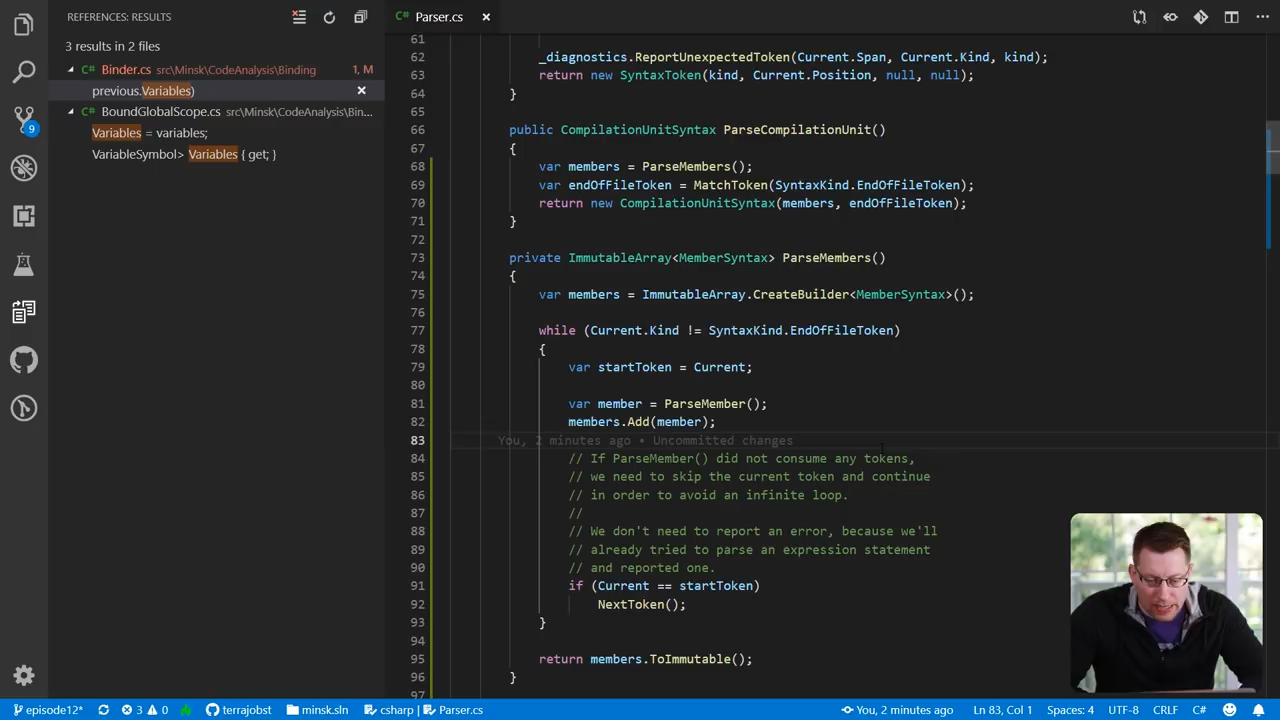 REFERENCES: RESULTS
3 results in 2 files
Binder.cs src\Minsk\CodeAnalysis\Binding 1, M
previous.Variables)
BoundGlobalScope.cs src\Minsk\CodeAnalysis\Bin...
Variables = variables;
VariableSymbol> Variables { get; }
9
C# Parser.cs
61
62 _diagnostics.ReportUnexpectedToken(Current.Span, Current.Kind, kind);
63 return new SyntaxToken(kind, Current.Position, null, null);
64 }
65
66 public CompilationUnitSyntax ParseCompilationUnit()
67 {
68 var members = ParseMembers();
69 var endOfFileToken = MatchToken(SyntaxKind.EndOfFileToken);
70 return new CompilationUnitSyntax(members, endOfFileToken);
71 }
72
73 private ImmutableArray<MemberSyntax> ParseMembers()
74 {
75 var members = ImmutableArray.CreateBuilder<MemberSyntax>();
76
77 while (Current.Kind != SyntaxKind.EndOfFileToken)
78 {
79 var startToken = Current;
80
81 var member = ParseMember();
82 members.Add(member);
83 You, 2 minutes ago • Uncommitted changes
84 // If ParseMember() did not consume any tokens,
85 // we need to skip the current token and continue
86 // in order to avoid an infinite loop.
87 //
88 // We don't need to report an error, because we'll
89 // already tried to parse an expression statement
90 // and reported one.
91 if (Current == startToken)
92 NextToken();
93 }
94
95 return members.ToImmutable();
96 }
97
episode12* 3 0 terrajobst minsk.sln csharp | Parser.cs You, 2 minutes ago Ln 83, Col 1 Spaces: 4 UTF-8 CRLF C#